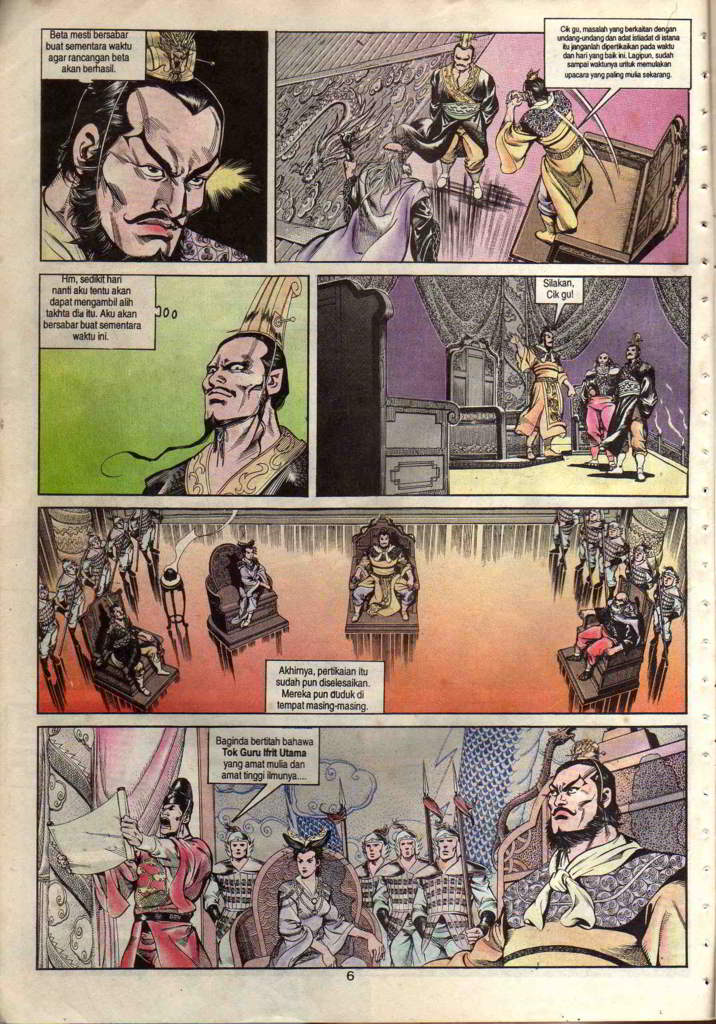 Beta mesti bersabar
buat sementara waktu
agar rancangan beta
akan berhasil.
Cik gu, masalah yang berkaitan dengan
undang-undang dan adat istiadat di istana
itu janganlah dipertikaikan pada waktu
dan hari yang baik ini. Lagipun, sudah
sampai waktunya untuk memulakan
upacara yang paling mulia sekarang.
Hm, sedikit hari
nanti aku tentu akan
dapat mengambil alih
takhta dia itu. Aku akan
bersabar buat sementara
waktu ini.
Silakan,
Cik gu!
Akhirnya, pertikaian itu
sudah pun diselesaikan.
Mereka pun duduk di
tempat masing-masing.
Baginda bertitah bahawa
Tok Guru Ifrit Utama
yang amat mulia dan
amat tinggi ilmunya....
6